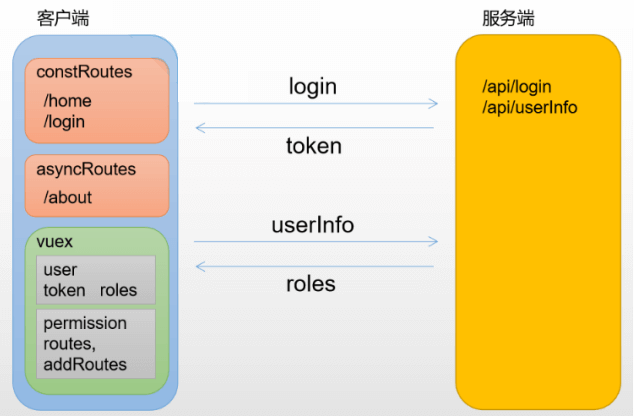 客户端
服务端
constRoutes
/home
/login
asyncRoutes
/about
vuex
user
token roles
permission
routes,
addRoutes
login
token
userInfo
roles
/api/login
/api/userInfo